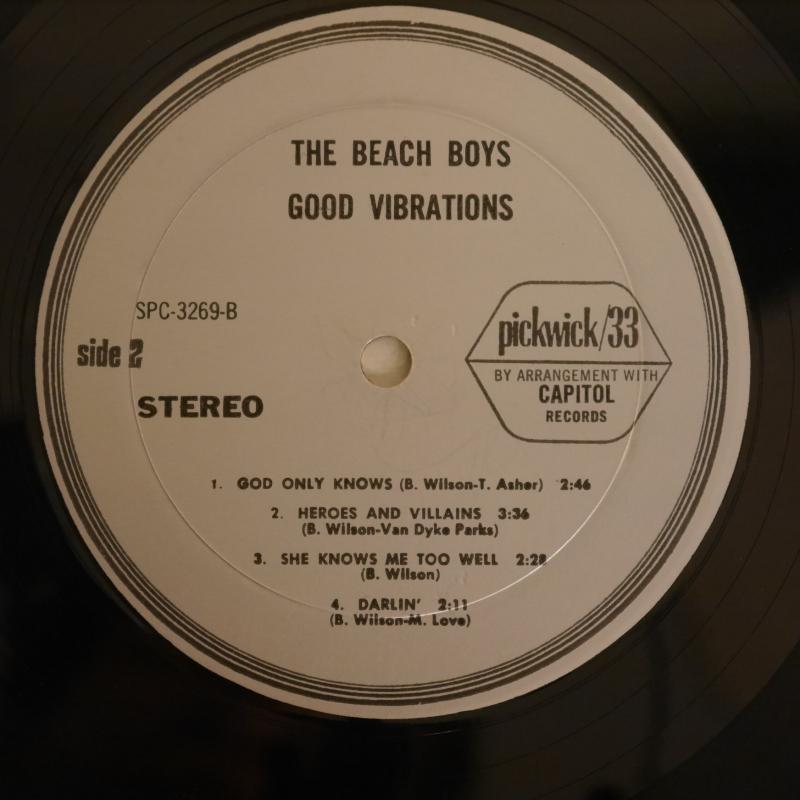 THE BEACH BOYS
GOOD VIBRATIONS
SPC-3269-B
side 2
STEREO
pickwick/33
BY ARRANGEMENT WITH
CAPITOL
RECORDS
1. GOD ONLY KNOWS (B. Wilson-T. Asher) 2:46
2. HEROES AND VILLAINS 3:36
(B. Wilson-Van Dyke Parks)
3. SHE KNOWS ME TOO WELL 2:28
(B. Wilson)
4. DARLIN' 2:11
(B. Wilson-M. Love)